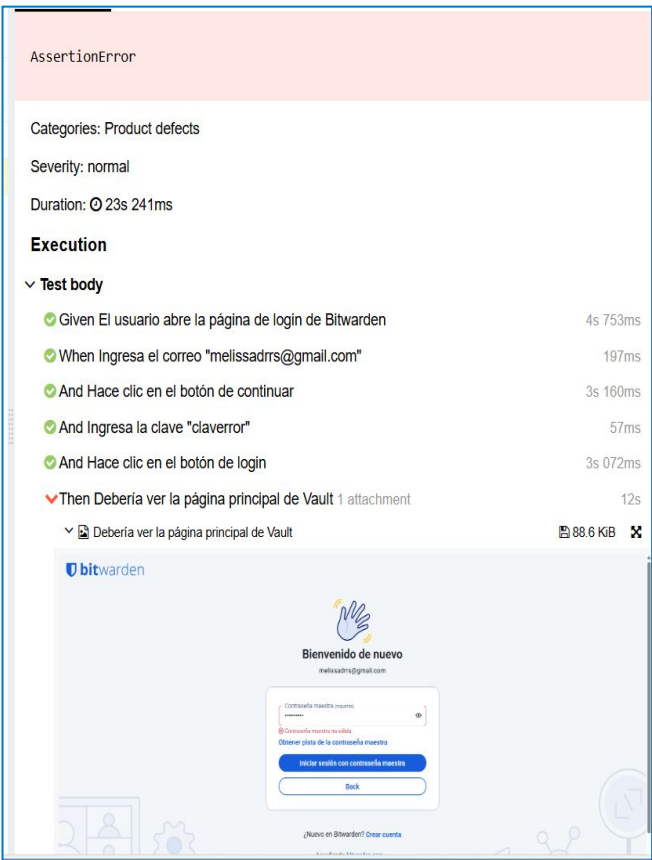 AssertionError
Categories: Product defects
Severity: normal
Duration: 23s 241ms
Execution
Test body
Given El usuario abre la página de login de Bitwarden 4s 753ms
When Ingresa el correo "melissadrrs@gmail.com" 197ms
And Hace clic en el botón de continuar 3s 160ms
And Ingresa la clave "claverror" 57ms
And Hace clic en el botón de login 3s 072ms
Then Debería ver la página principal de Vault 1 attachment 12s
Debería ver la página principal de Vault 88.6 KiB
bitwarden
Bienvenido de nuevo
melissadrrs@gmail.com
Contraseña maestra (requerido)
Contraseña maestra no válida
Obtener pista de la contraseña maestra
Iniciar sesión con contraseña maestra
Back
¿Nuevo en Bitwarden? Crear cuenta